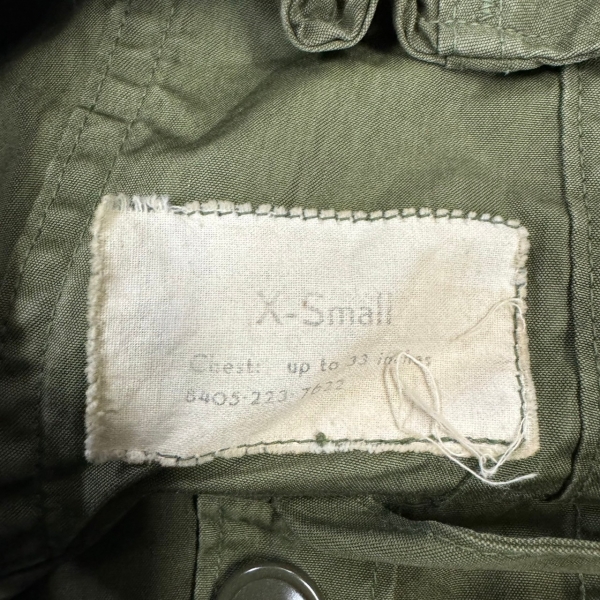 X-Small
Chest: up to 33 inches
8405-223-7622